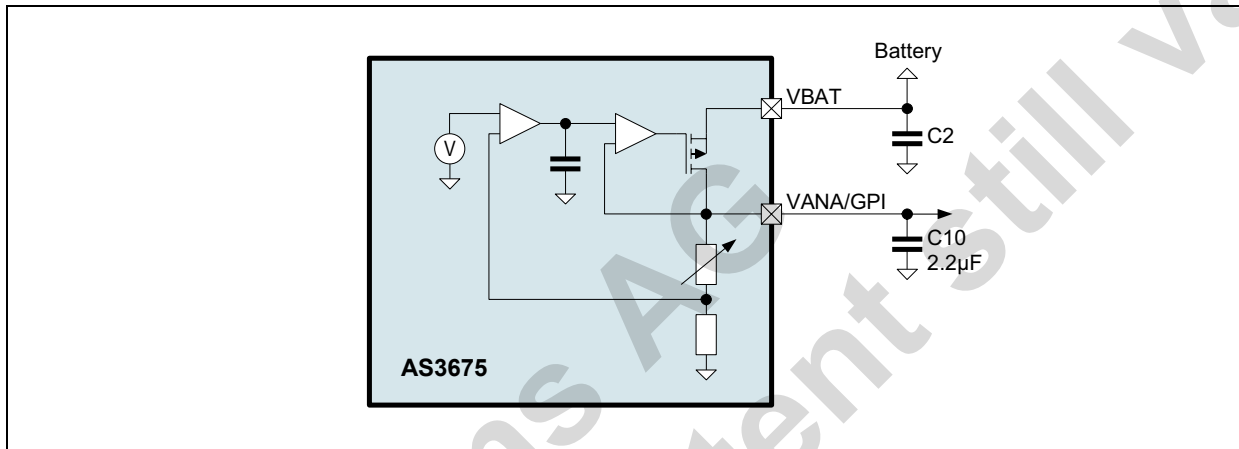 Battery
VBAT
C2
V
VANA/GPI
C10
2.2µF
AS3675